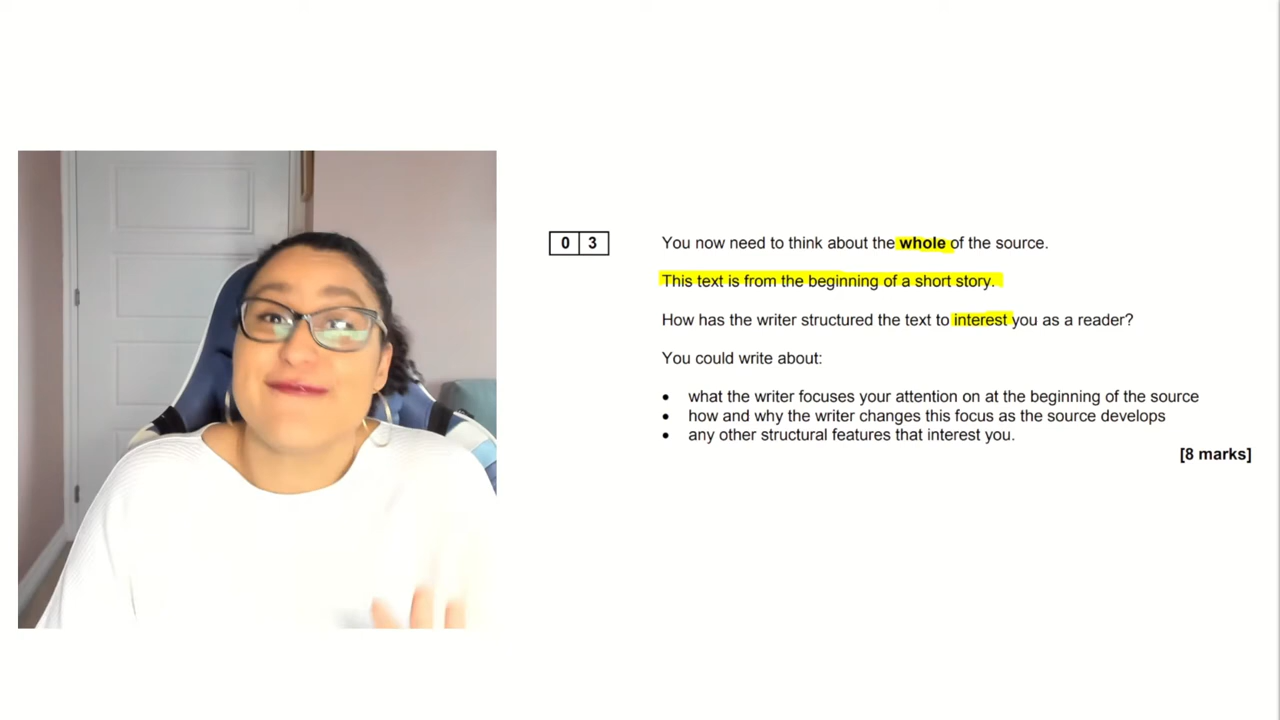 0 3 You now need to think about the whole of the source.
This text is from the beginning of a short story.
How has the writer structured the text to interest you as a reader?
You could write about:
• what the writer focuses your attention on at the beginning of the source
• how and why the writer changes this focus as the source develops
• any other structural features that interest you.
[8 marks]